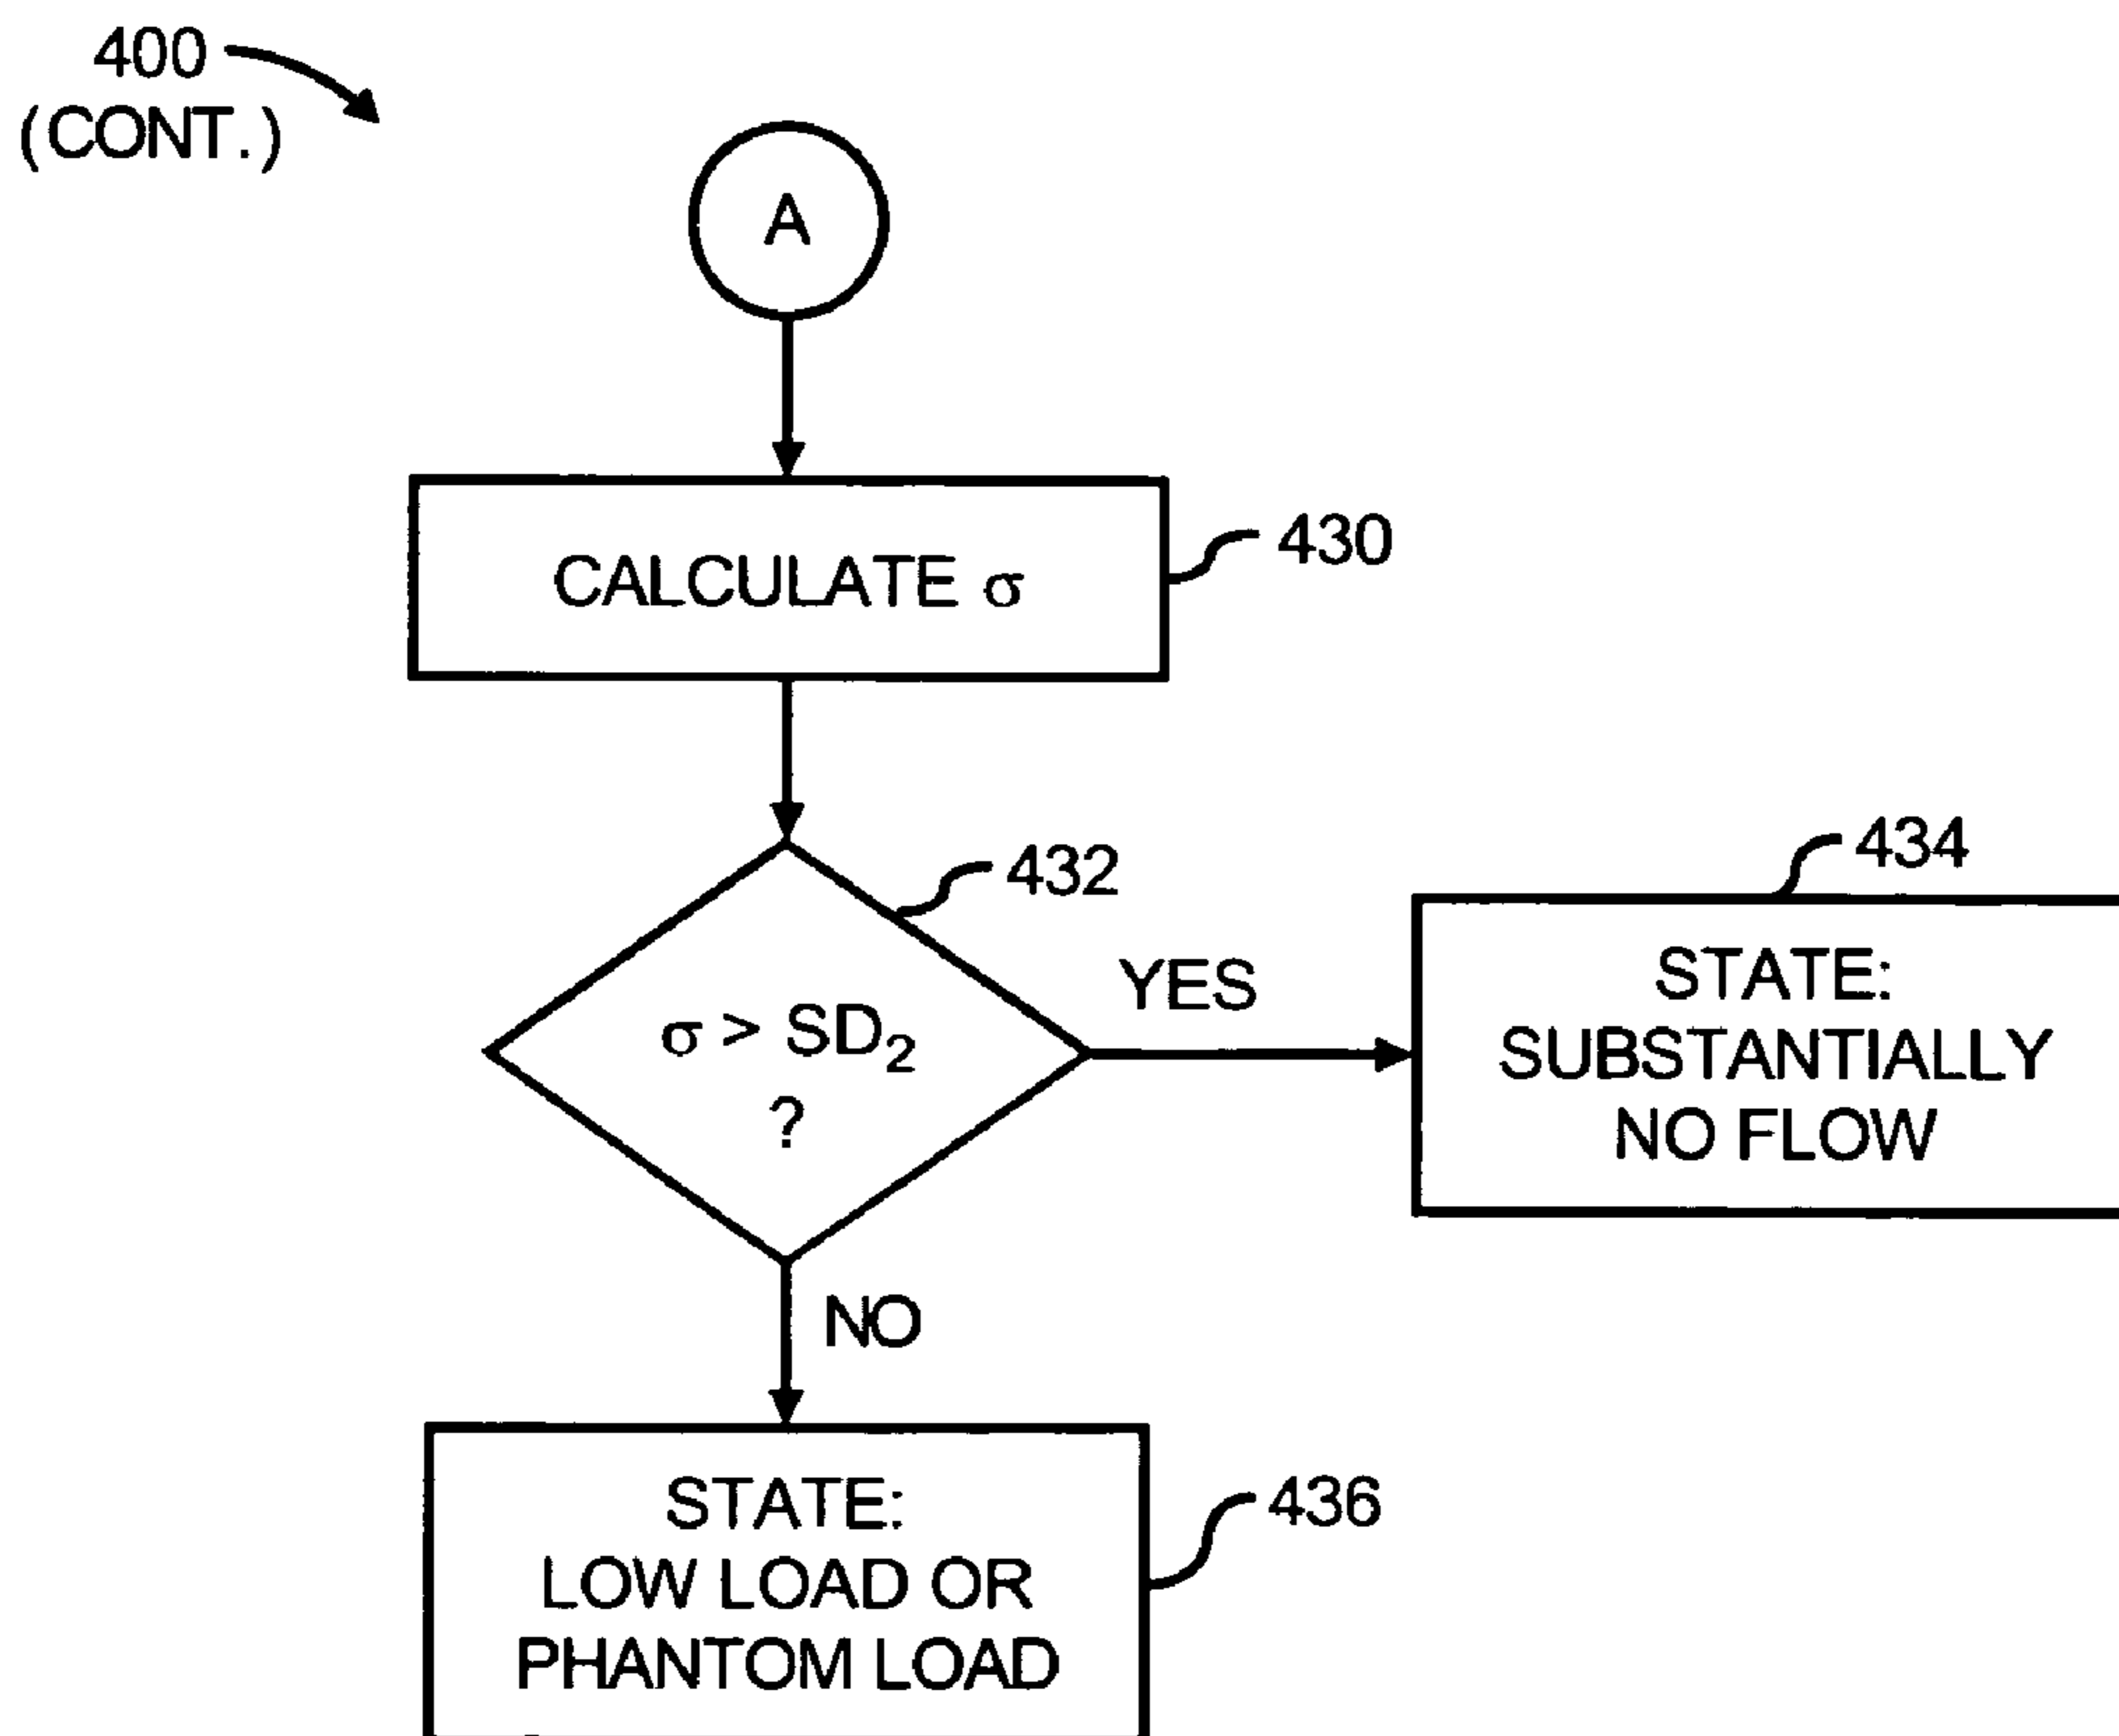 400
(CONT.)
A
CALCULATE σ
430
432
σ > SD₂
?
YES
434
STATE:
SUBSTANTIALLY
NO FLOW
NO
STATE:
LOW LOAD OR
PHANTOM LOAD
436